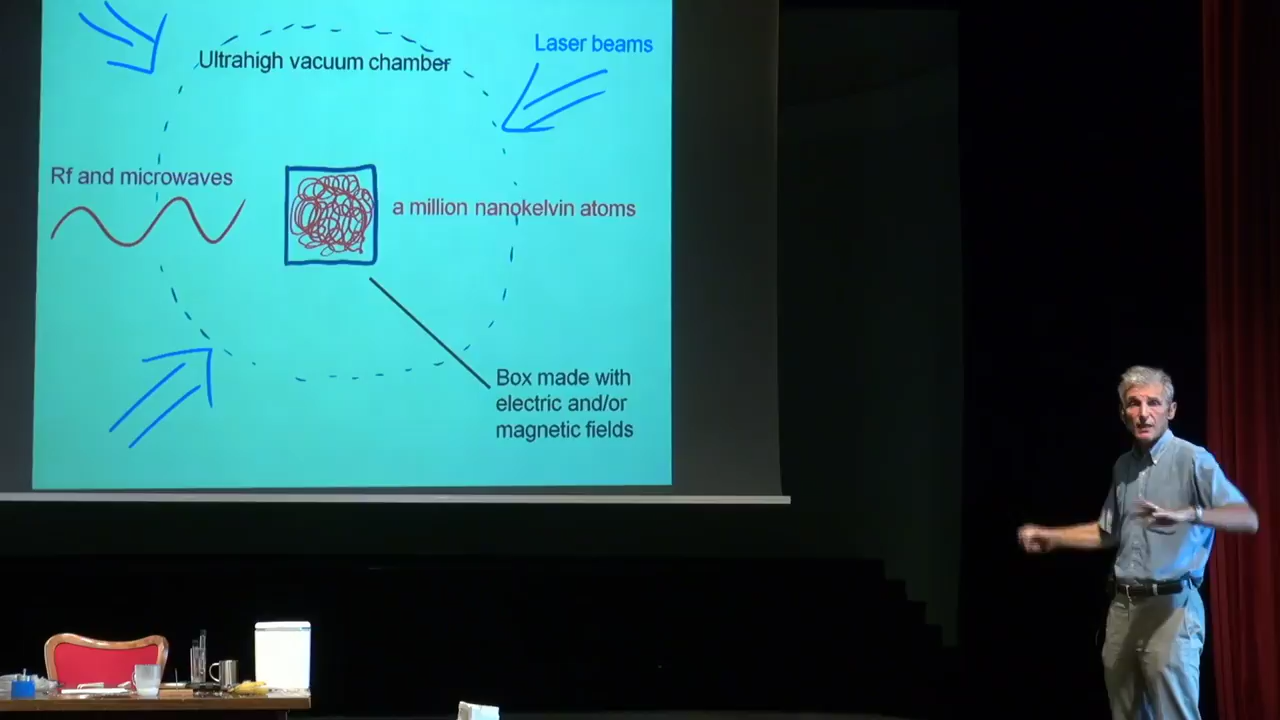 Laser beams
Ultrahigh vacuum chamber
Rf and microwaves
a million nanokelvin atoms
Box made with
electric and/or
magnetic fields